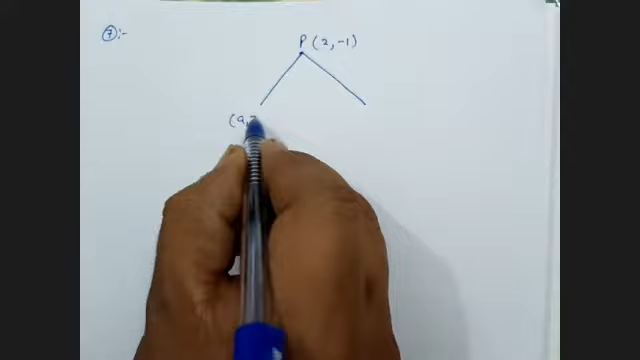 ⑦:-
P (2, -1)
(a,